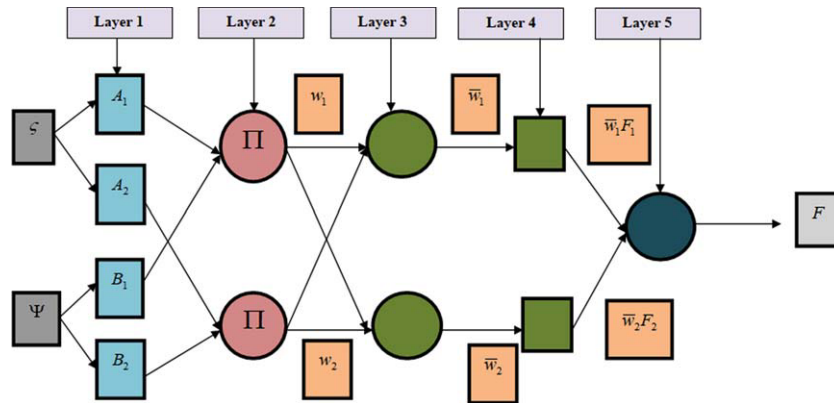 Layer 1
Layer 2
Layer 3
Layer 4
Layer 5
A₁
w₁
w̅₁
w̅₁F₁
ς
Π
A₂
F
B₁
Ψ
Π
w̅₂F₂
B₂
w₂
w̅₂